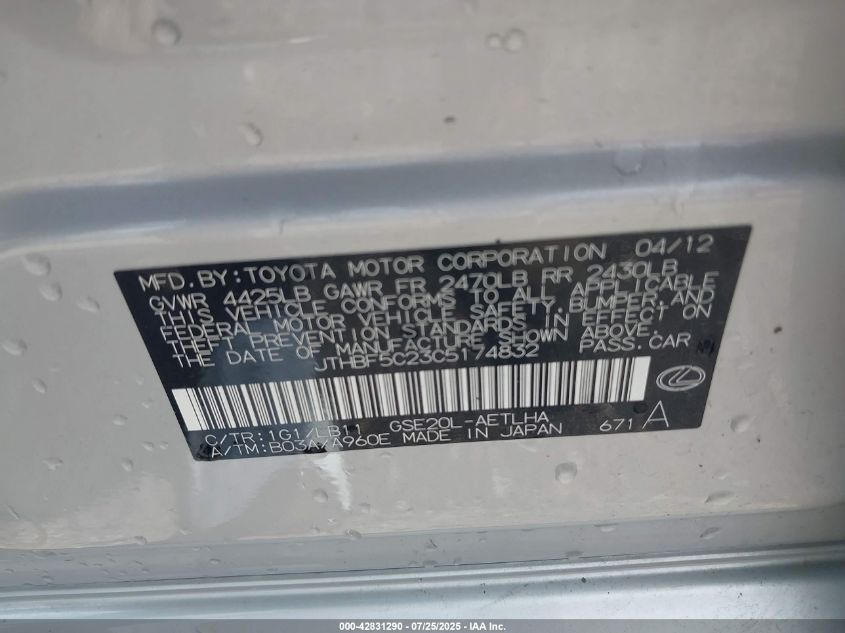 MFD.BY:TOYOTA MOTOR CORPORATION 04/12
GVWR 4425LB GAWR FR 2470LB RR 2430LB
THIS VEHICLE CONFORMS TO ALL APPLICABLE
FEDERAL MOTOR VEHICLE SAFETY,BUMPER,AND
THEFT PREVENTION STANDARDS IN EFFECT ON
THE DATE OF MANUFACTURE SHOWN ABOVE.
JTHBF5C23C5174832 PASS.CAR
C/TR:1G1/LB11 GSE20L-AETLHA
A/TM:B03A/A960E MADE IN JAPAN 671 A
000-42831290 - 07/25/2025 - IAA Inc.